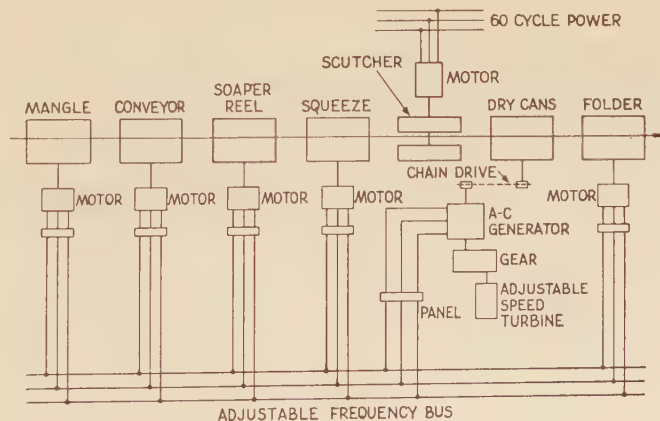 60 CYCLE POWER
SCUTCHER
MOTOR
MANGLE
CONVEYOR
SOAPER
REEL
SQUEEZE
DRY CANS
FOLDER
CHAIN DRIVE
MOTOR
MOTOR
MOTOR
MOTOR
MOTOR
A-C
GENERATOR
GEAR
PANEL
ADJUSTABLE
SPEED
TURBINE
ADJUSTABLE FREQUENCY BUS